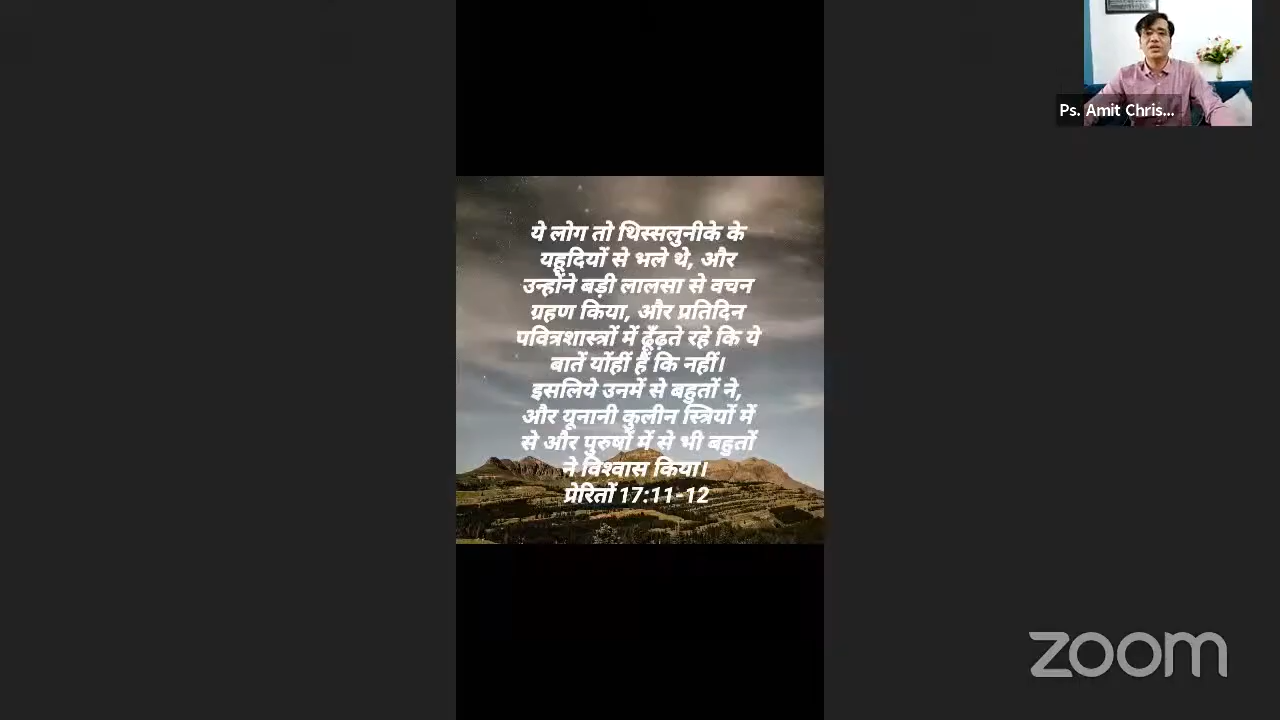 Ps. Amit Chris...
ये लोग तो थिस्सलुनीके के
यहूदियों से भले थे, और
उन्होंने बड़ी लालसा से वचन
ग्रहण किया, और प्रतिदिन
पवित्रशास्त्रों में ढूँढ़ते रहे कि ये
बातें योंहीं हैं कि नहीं।
इसलिये उनमें से बहुतों ने,
और यूनानी कुलीन स्त्रियों में
से और पुरुषों में से भी बहुतों
ने विश्वास किया।
प्रेरितों 17:11-12
zoom